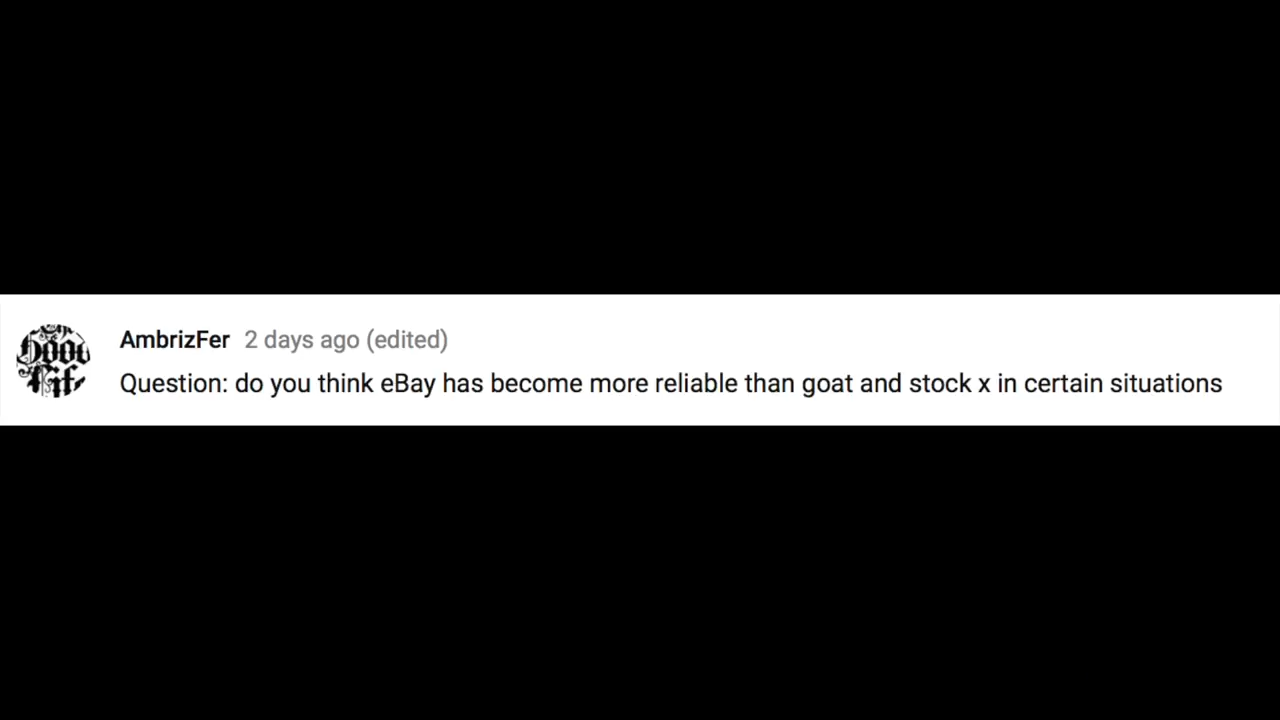 AmbrizFer 2 days ago (edited)
Question: do you think eBay has become more reliable than goat and stock x in certain situations